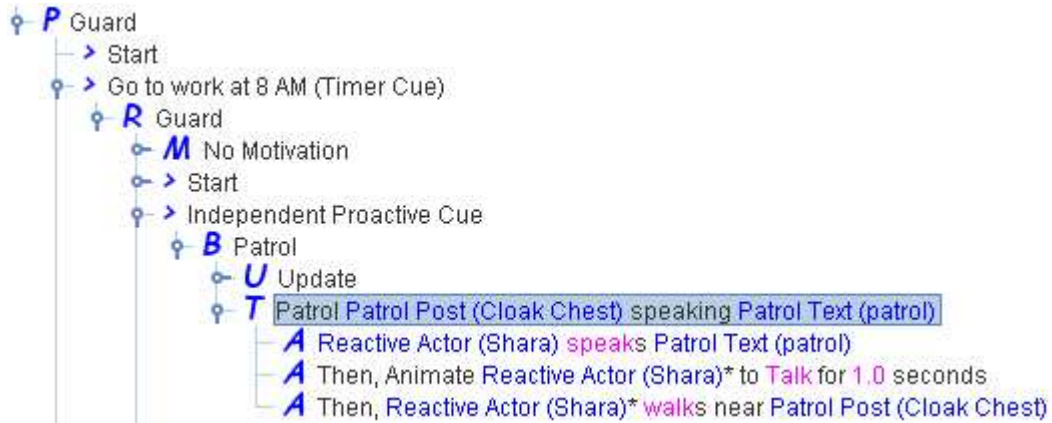 P Guard
> Start
> Go to work at 8 AM (Timer Cue)
R Guard
M No Motivation
> Start
> Independent Proactive Cue
B Patrol
U Update
T Patrol Patrol Post (Cloak Chest) speaking Patrol Text (patrol)
A Reactive Actor (Shara) speaks Patrol Text (patrol)
A Then, Animate Reactive Actor (Shara)* to Talk for 1.0 seconds
A Then, Reactive Actor (Shara)* walks near Patrol Post (Cloak Chest)